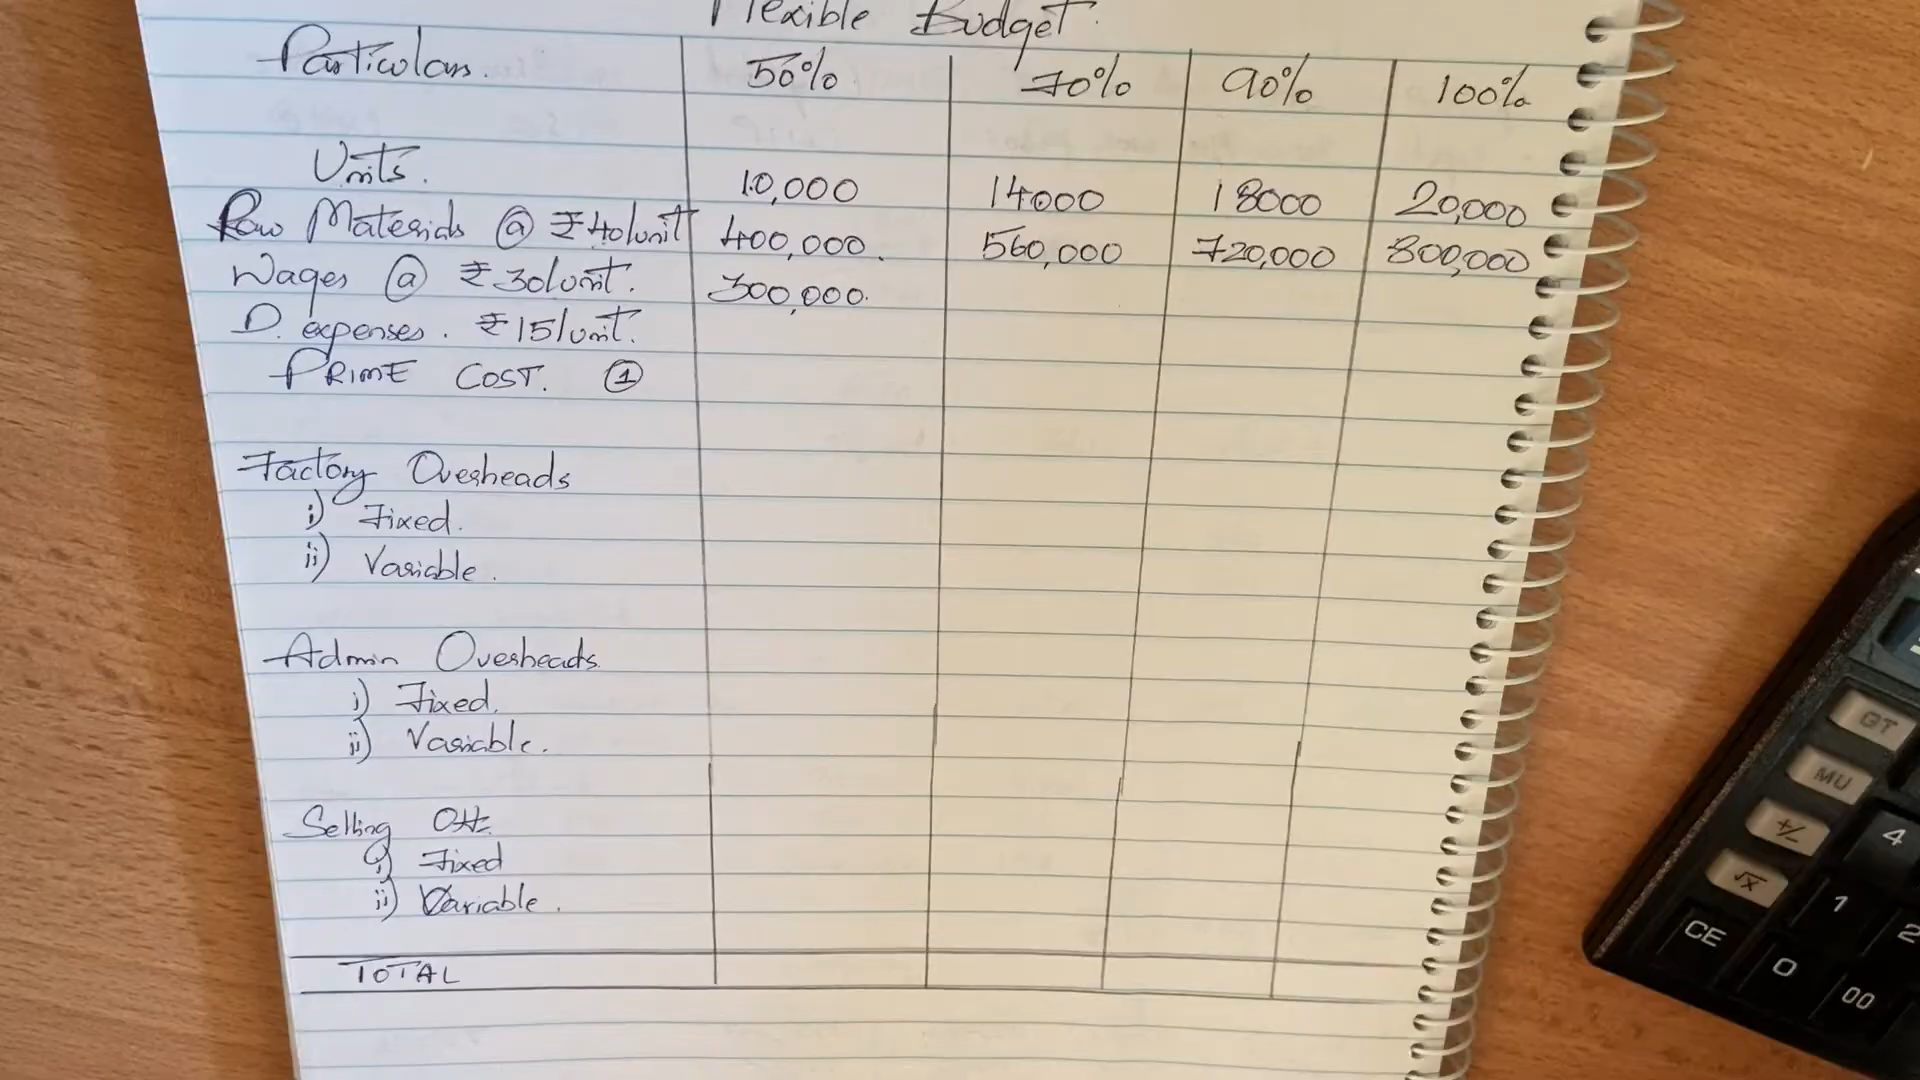 Flexible Budget.
Particulars. 50% 70% 90% 100%
Units. 10,000 14000 18000 20,000
Raw Materials @ ₹40/unit 400,000. 560,000 720,000 800,000
Wages @ ₹30/unit. 300,000.
D. expenses. ₹15/unit.
PRIME COST. ①
Factory Overheads
i) Fixed.
ii) Variable.
Admin Overheads.
i) Fixed.
ii) Variable.
Selling OH.
i) Fixed
ii) Variable.
TOTAL
GT
MU
+/-
√x
4
CE
1
2
0
00